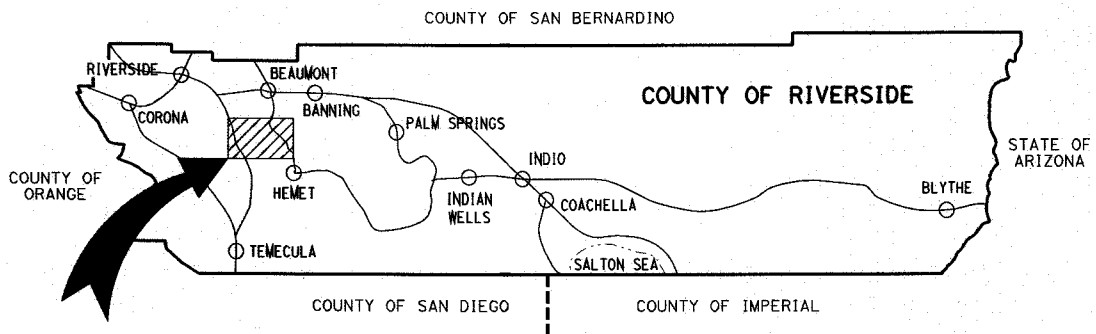 COUNTY OF SAN BERNARDINO
RIVERSIDE
BEAUMONT
COUNTY OF RIVERSIDE
BANNING
CORONA
PALM SPRINGS
STATE OF
ARIZONA
INDIO
COUNTY OF
ORANGE
HEMET
INDIAN
WELLS
COACHELLA
BLYTHE
TEMECULA
SALTON SEA
COUNTY OF SAN DIEGO
COUNTY OF IMPERIAL